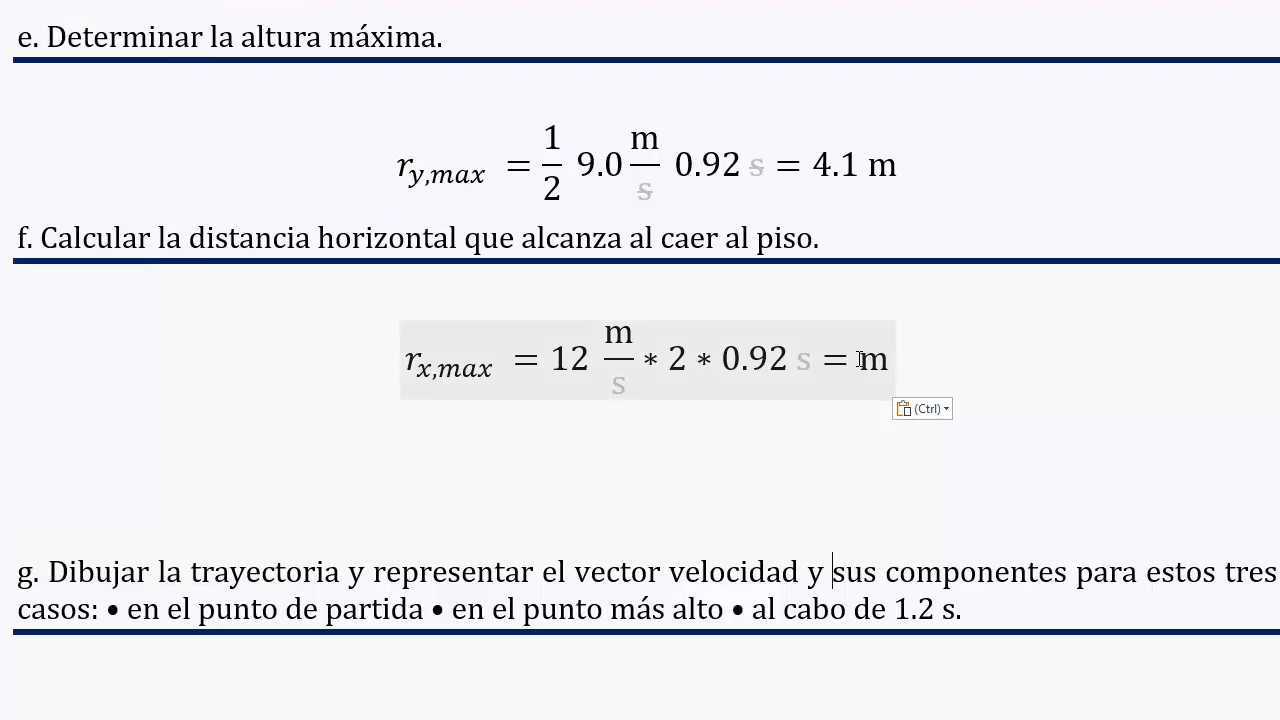 e. Determinar la altura máxima.
r_{y,max} = \frac{1}{2} 9.0 \frac{m}{s} 0.92 s = 4.1 m
f. Calcular la distancia horizontal que alcanza al caer al piso.
r_{x,max} = 12 \frac{m}{s} * 2 * 0.92 s = m
(Ctrl)
g. Dibujar la trayectoria y representar el vector velocidad y sus componentes para estos tres
casos: • en el punto de partida • en el punto más alto • al cabo de 1.2 s.